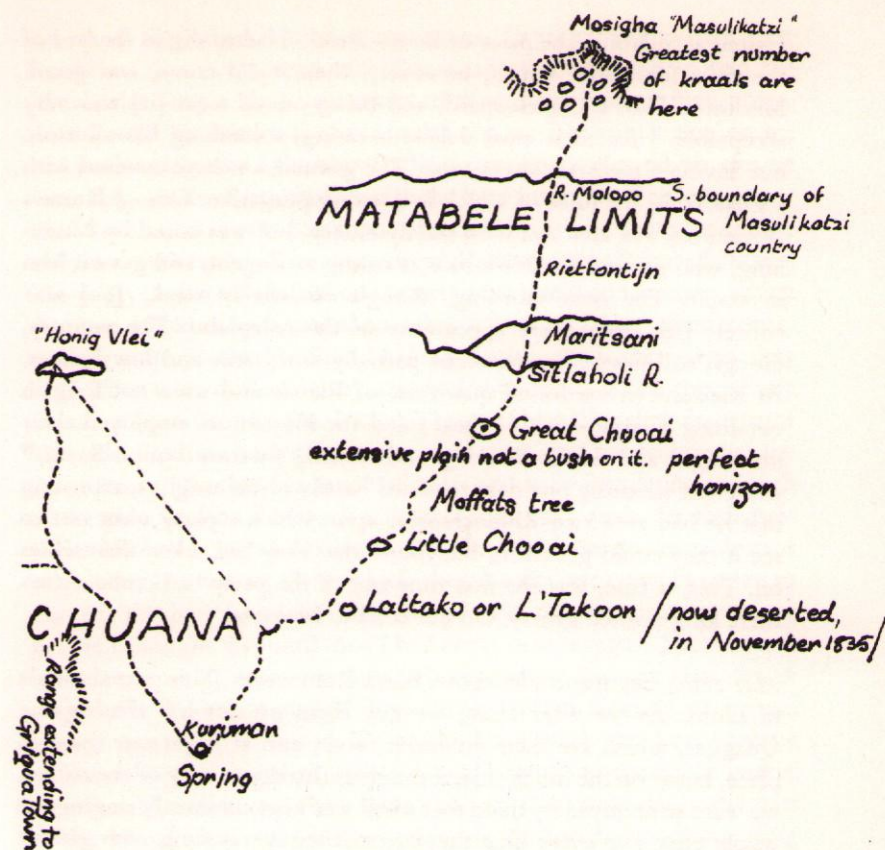 Mosigha "Masulikatzi"
Greatest number
of kraals are
here
R. Molopo
S. boundary of
Masulikatzi
country
MATABELE LIMITS
Rietfontijn
"Honig Vlei"
Maritsani
Sitlaholi R.
Great Chooai
extensive plain not a bush on it. perfect
horizon
Moffats tree
Little Chooai
CHUANA
Lattako or L'Takoon
/now deserted,
in November 1835/
Kuruman
Spring
Range extending to
Griqua Town